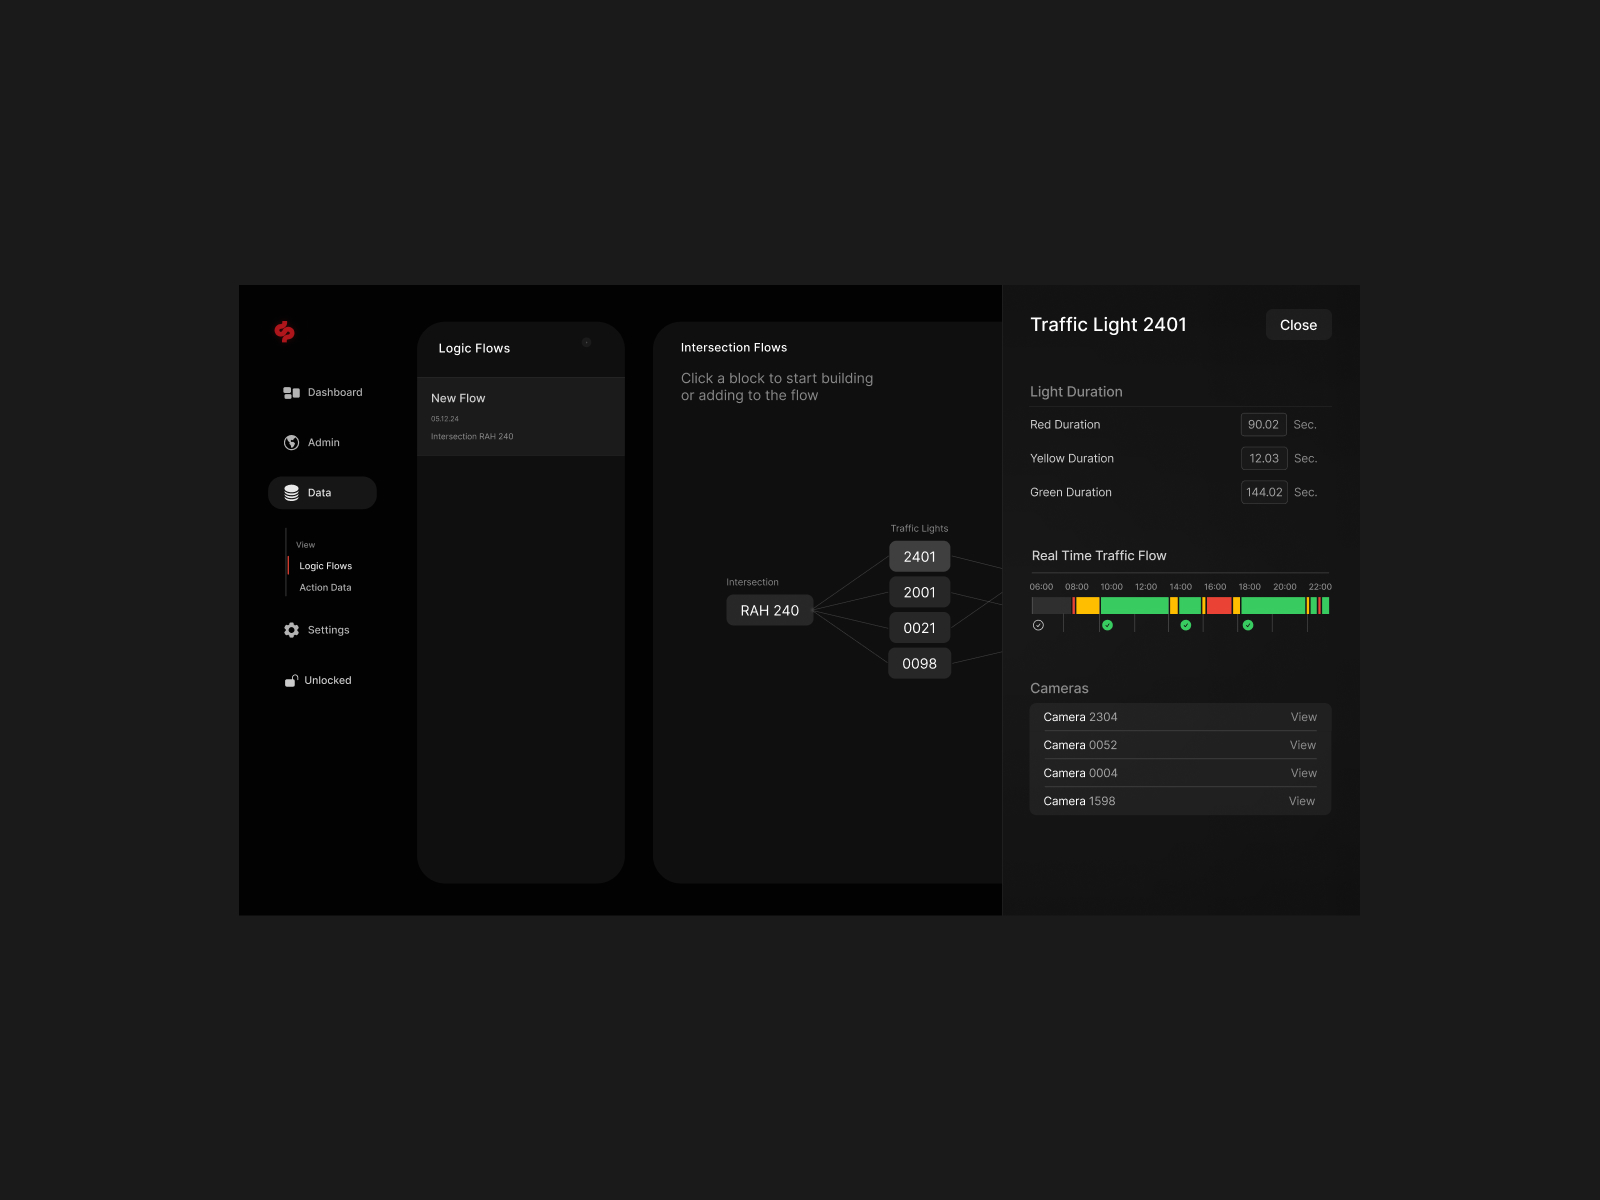 Dashboard
Admin
Data
View
Logic Flows
Action Data
Settings
Unlocked
Logic Flows
New Flow
05.12.24
Intersection RAH 240
Intersection Flows
Click a block to start building
or adding to the flow
Intersection
RAH 240
Traffic Lights
2401
2001
0021
0098
Traffic Light 2401
Close
Light Duration
Red Duration 90.02 Sec.
Yellow Duration 12.03 Sec.
Green Duration 144.02 Sec.
Real Time Traffic Flow
06:00 08:00 10:00 12:00 14:00 16:00 18:00 20:00 22:00
Cameras
Camera 2304 View
Camera 0052 View
Camera 0004 View
Camera 1598 View